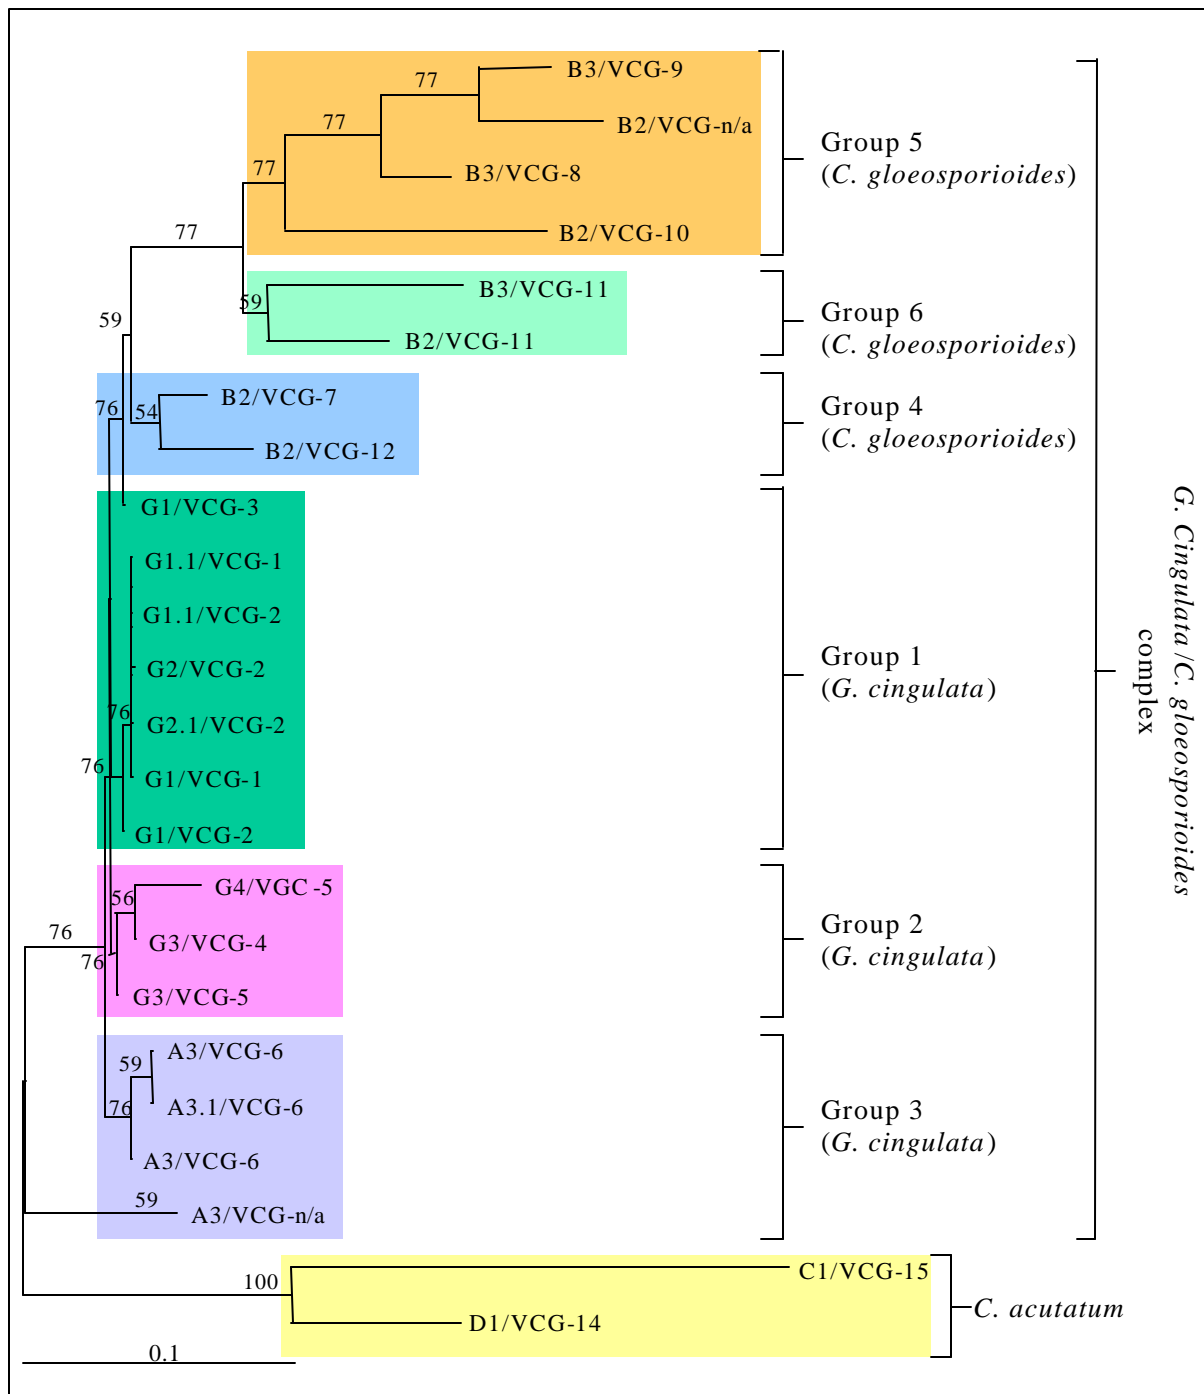 77
B3/VCG-9
77
B2/VCG-n/a
77
B3/VCG-8
77
B2/VCG-10
Group 5
(C. gloeosporioides)
59
B3/VCG-11
B2/VCG-11
Group 6
(C. gloeosporioides)
59
76
54
B2/VCG-7
B2/VCG-12
Group 4
(C. gloeosporioides)
G1/VCG-3
G1.1/VCG-1
G1.1/VCG-2
G2/VCG-2
76
G2.1/VCG-2
76
G1/VCG-1
G1/VCG-2
Group 1
(G. cingulata)
G. Cingulata/C. gloeosporioides
complex
56
G4/VGC-5
76
G3/VCG-4
76
G3/VCG-5
Group 2
(G. cingulata)
59
A3/VCG-6
76
A3.1/VCG-6
A3/VCG-6
59
A3/VCG-n/a
Group 3
(G. cingulata)
100
C1/VCG-15
D1/VCG-14
C. acutatum
0.1